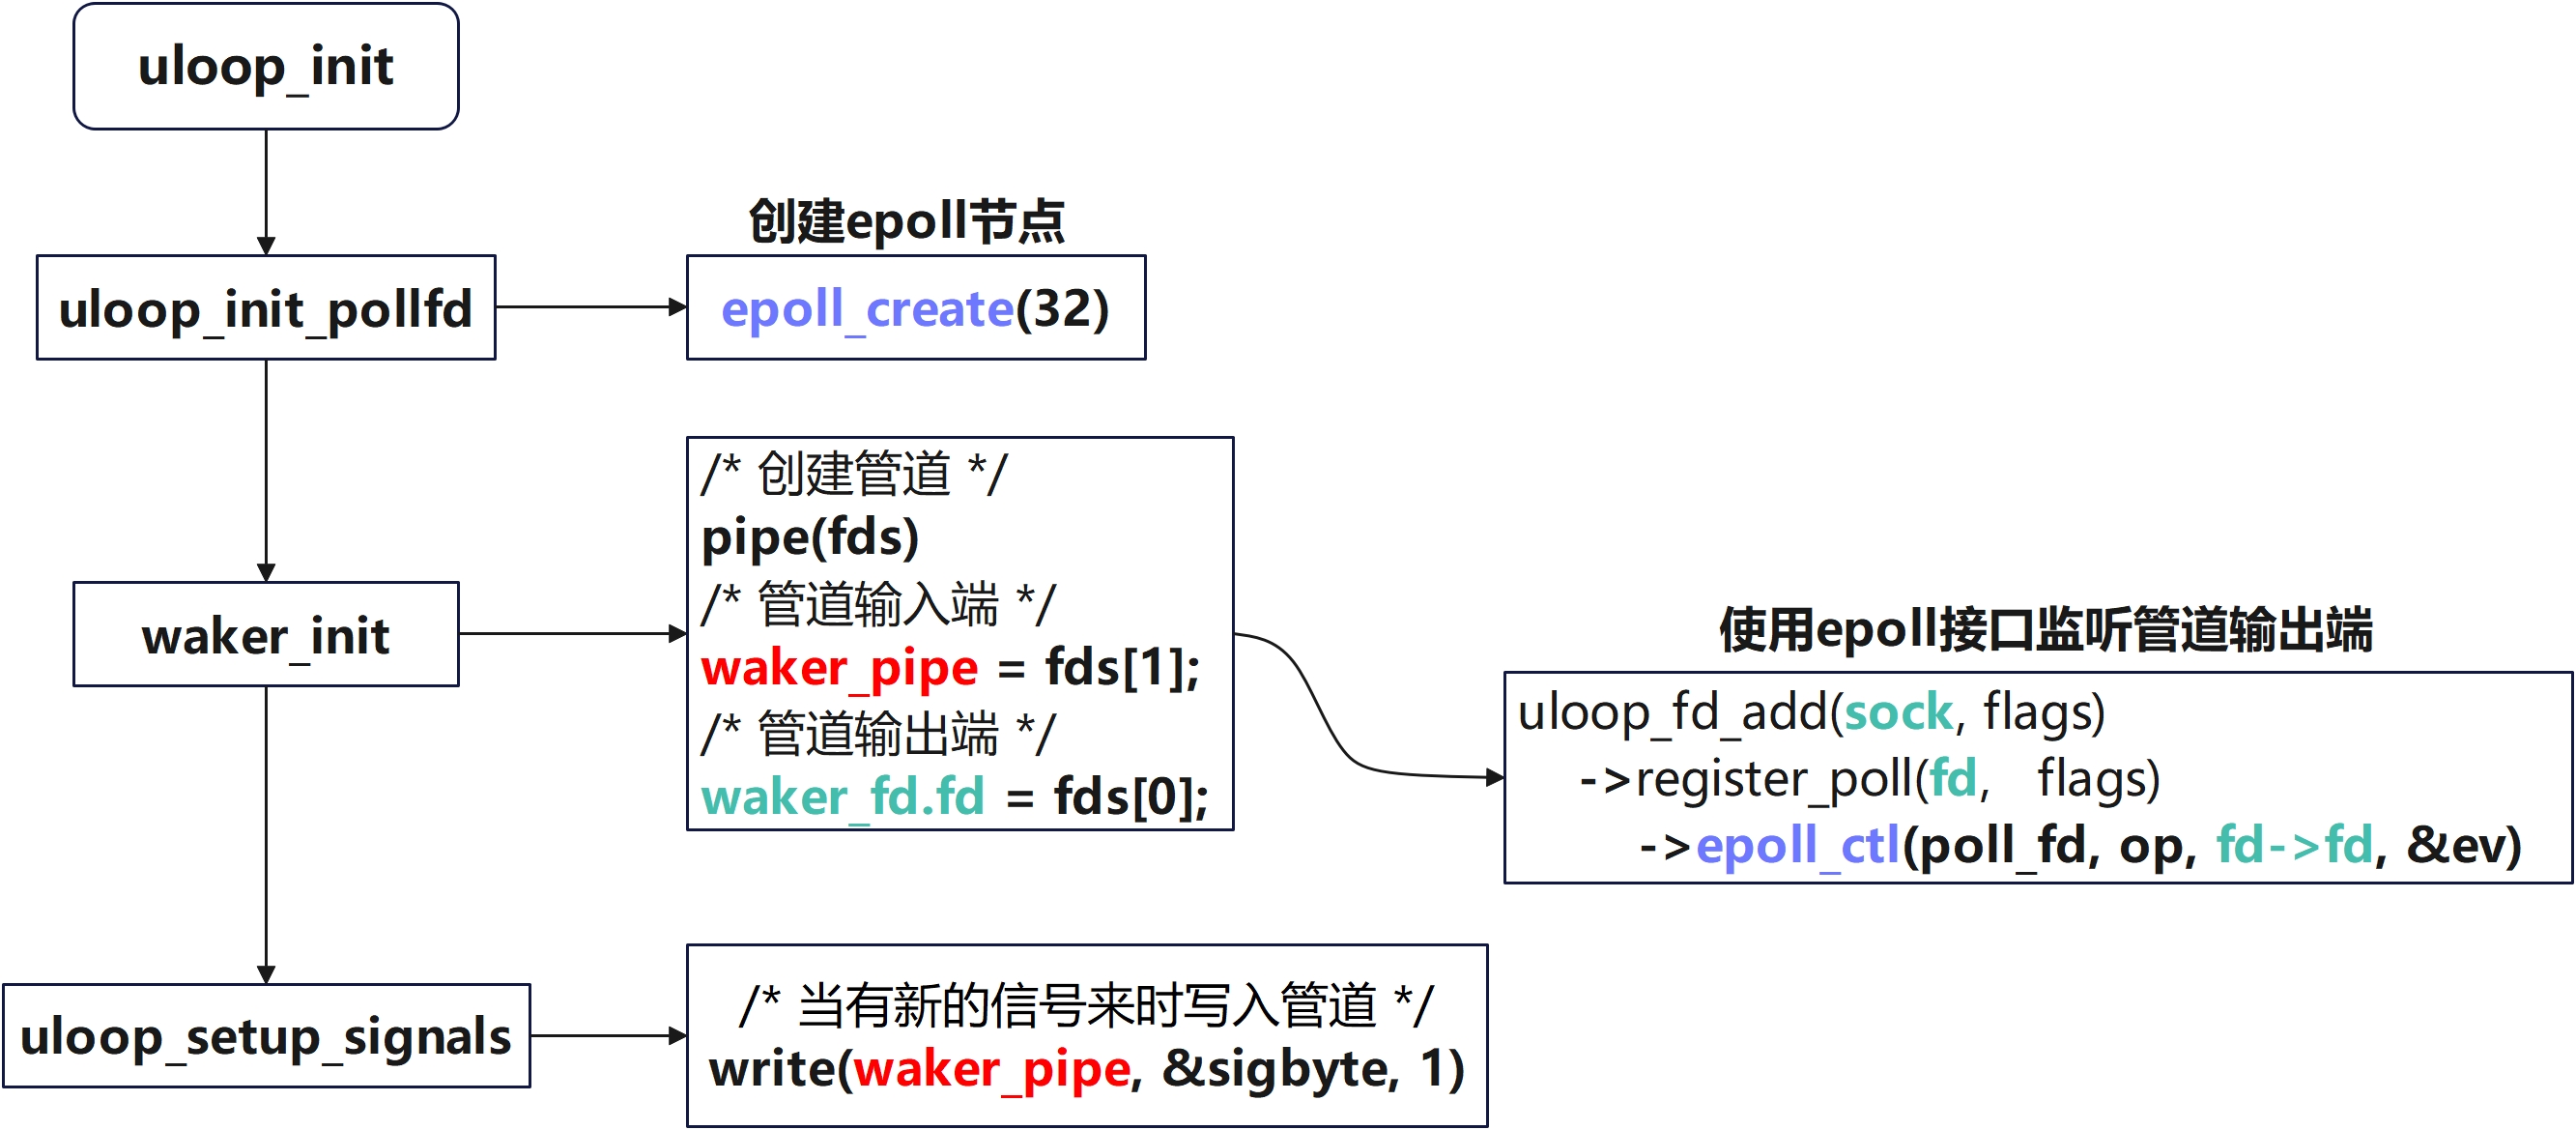 uloop_init
创建epoll节点
uloop_init_pollfd
epoll_create(32)
/* 创建管道 */
pipe(fds)
/* 管道输入端 */
waker_init
waker_pipe = fds[1];
/* 管道输出端 */
waker_fd.fd = fds[0];
使用epoll接口监听管道输出端
uloop_fd_add(sock, flags)
->register_poll(fd, flags)
->epoll_ctl(poll_fd, op, fd->fd, &ev)
uloop_setup_signals
/* 当有新的信号来时写入管道 */
write(waker_pipe, &sigbyte, 1)